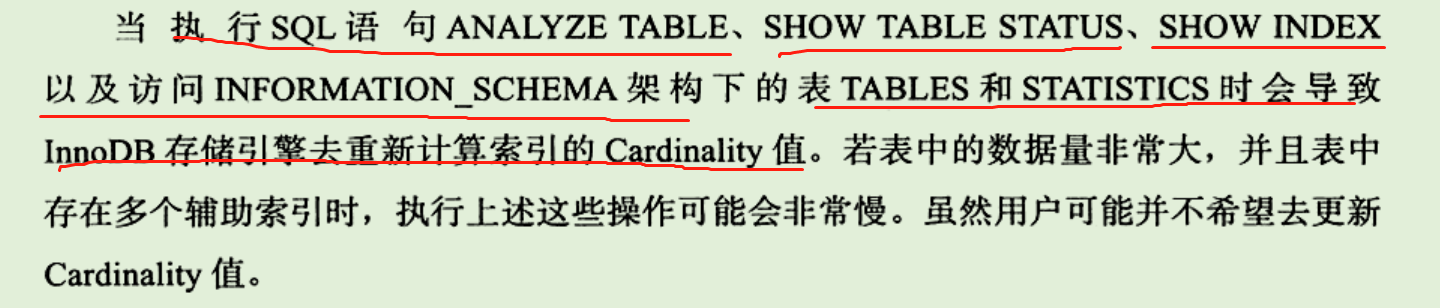 当执行SQL语句ANALYZE TABLE、SHOW TABLE STATUS、SHOW INDEX
以及访问INFORMATION_SCHEMA架构下的表TABLES和STATISTICS时会导致
InnoDB存储引擎去重新计算索引的Cardinality值。若表中的数据量非常大，并且表中
存在多个辅助索引时，执行上述这些操作可能会非常慢。虽然用户可能并不希望去更新
Cardinality值。